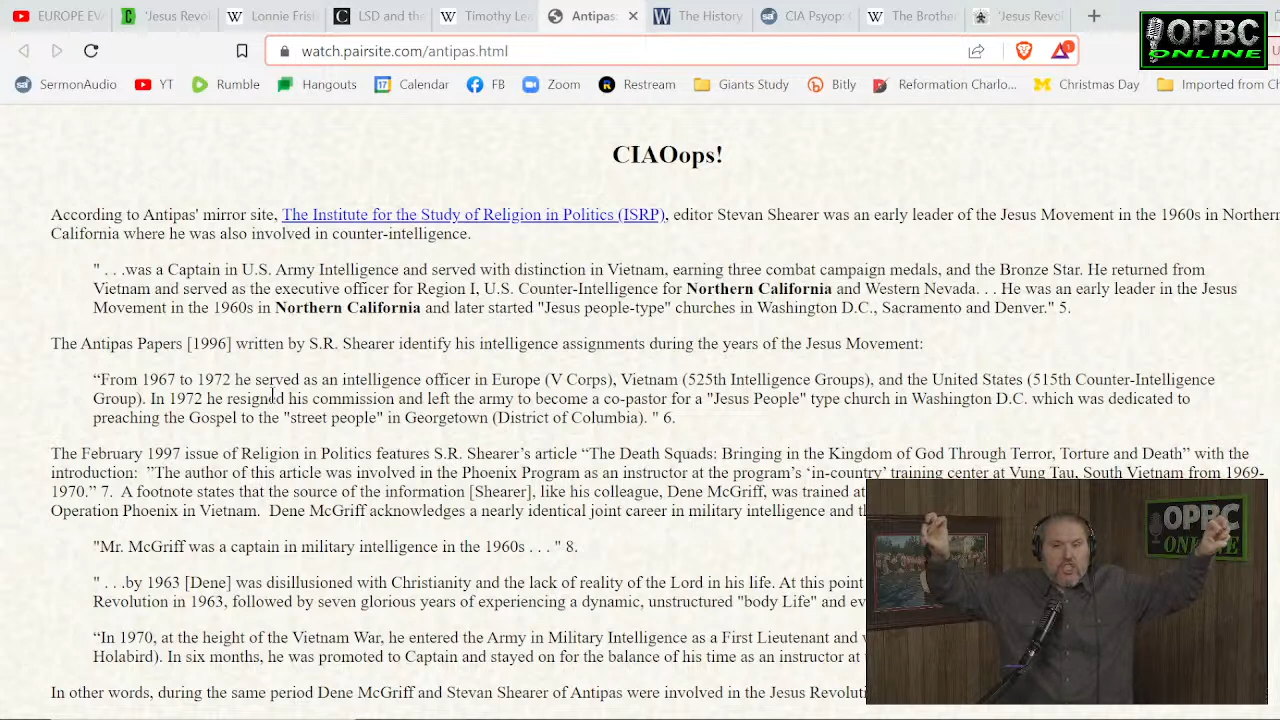 EUROPE EV
'Jesus Revol
Lonnie Frist
LSD and the
Antipas:
The History
CIA Psyops
The Brother
'Jesus Revol
watch.pairsite.com/antipas.html
1
SermonAudio
YT
Rumble
Hangouts
17
Calendar
FB
Zoom
Restream
Giants Study
Bitly
Reformation Charlo...
Christmas Day
Imported from Ch
OPBC
ONLINE
CIAOops!
According to Antipas' mirror site, The Institute for the Study of Religion in Politics (ISRP), editor Stevan Shearer was an early leader of the Jesus Movement in the 1960s in Northern
California where he was also involved in counter-intelligence.
" . . .was a Captain in U.S. Army Intelligence and served with distinction in Vietnam, earning three combat campaign medals, and the Bronze Star. He returned from
Vietnam and served as the executive officer for Region I, U.S. Counter-Intelligence for Northern California and Western Nevada. . . He was an early leader in the Jesus
Movement in the 1960s in Northern California and later started "Jesus people-type" churches in Washington D.C., Sacramento and Denver." 5.
The Antipas Papers [1996] written by S.R. Shearer identify his intelligence assignments during the years of the Jesus Movement:
“From 1967 to 1972 he served as an intelligence officer in Europe (V Corps), Vietnam (525th Intelligence Groups), and the United States (515th Counter-Intelligence
Group). In 1972 he resigned his commission and left the army to become a co-pastor for a "Jesus People" type church in Washington D.C. which was dedicated to
preaching the Gospel to the "street people" in Georgetown (District of Columbia). " 6.
The February 1997 issue of Religion in Politics features S.R. Shearer’s article “The Death Squads: Bringing in the Kingdom of God Through Terror, Torture and Death” with the
introduction: ”The author of this article was involved in the Phoenix Program as an instructor at the program’s ‘in-country’ training center at Vung Tau, South Vietnam from 1969-
1970.” 7. A footnote states that the source of the information [Shearer], like his colleague, Dene McGriff, was trained at
Operation Phoenix in Vietnam. Dene McGriff acknowledges a nearly identical joint career in military intelligence and th
"Mr. McGriff was a captain in military intelligence in the 1960s . . . " 8.
" . . .by 1963 [Dene] was disillusioned with Christianity and the lack of reality of the Lord in his life. At this point
Revolution in 1963, followed by seven glorious years of experiencing a dynamic, unstructured "body Life" and ev
“In 1970, at the height of the Vietnam War, he entered the Army in Military Intelligence as a First Lieutenant and w
Holabird). In six months, he was promoted to Captain and stayed on for the balance of his time as an instructor at
In other words, during the same period Dene McGriff and Stevan Shearer of Antipas were involved in the Jesus Revoluti
OPBC
ONLINE